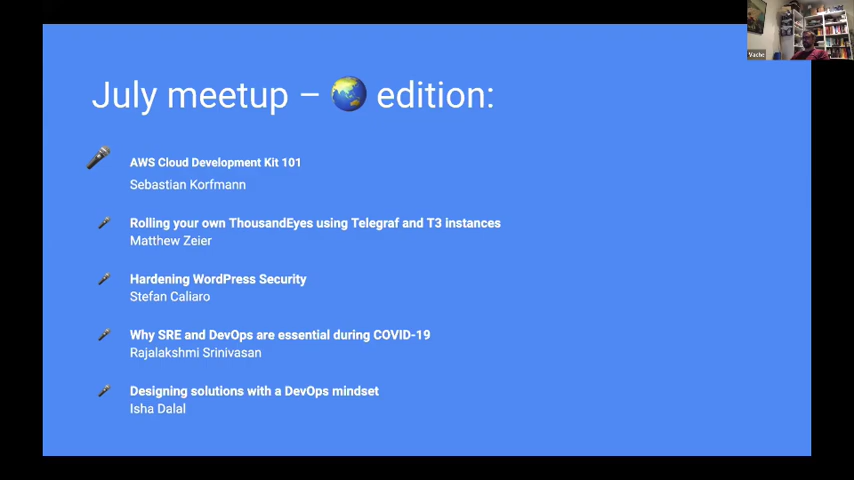 July meetup – 🌏 edition:
AWS Cloud Development Kit 101
Sebastian Korfmann
Rolling your own ThousandEyes using Telegraf and T3 instances
Matthew Zeier
Hardening WordPress Security
Stefan Caliaro
Why SRE and DevOps are essential during COVID-19
Rajalakshmi Srinivasan
Designing solutions with a DevOps mindset
Isha Dalal